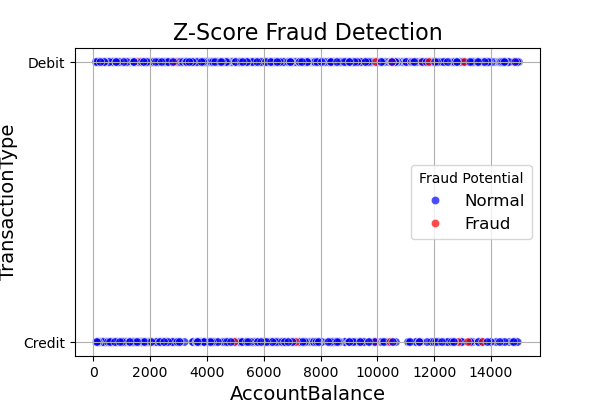 Z-Score Fraud Detection
Debit
TransactionType
Fraud Potential
Normal
Fraud
Credit
0 2000 4000 6000 8000 10000 12000 14000
AccountBalance